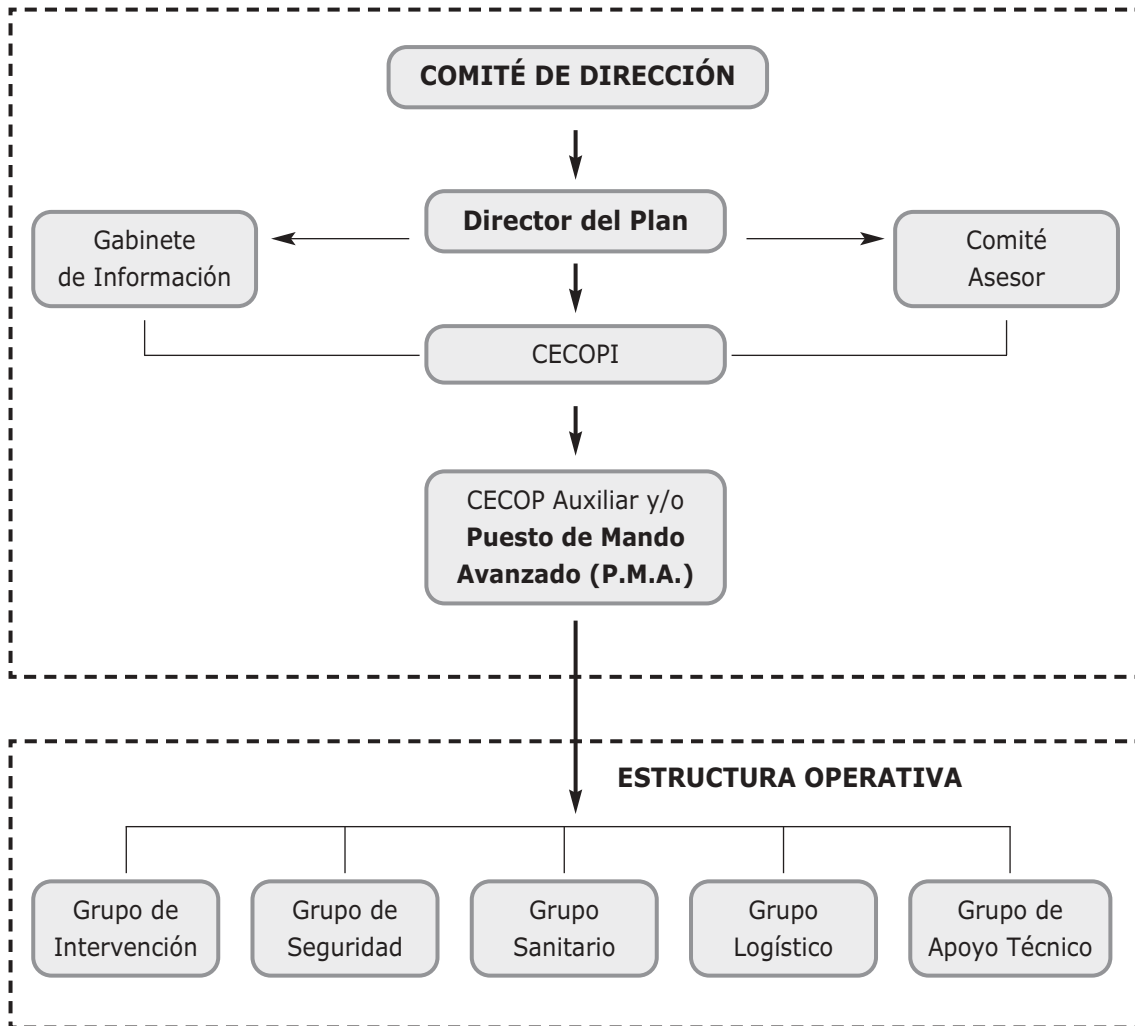 COMITÉ DE DIRECCIÓN
Director del Plan
Gabinete
de Información
Comité
Asesor
CECOPI
CECOP Auxiliar y/o
Puesto de Mando
Avanzado (P.M.A.)
ESTRUCTURA OPERATIVA
Grupo de
Intervención
Grupo de
Seguridad
Grupo
Sanitario
Grupo
Logístico
Grupo de
Apoyo Técnico